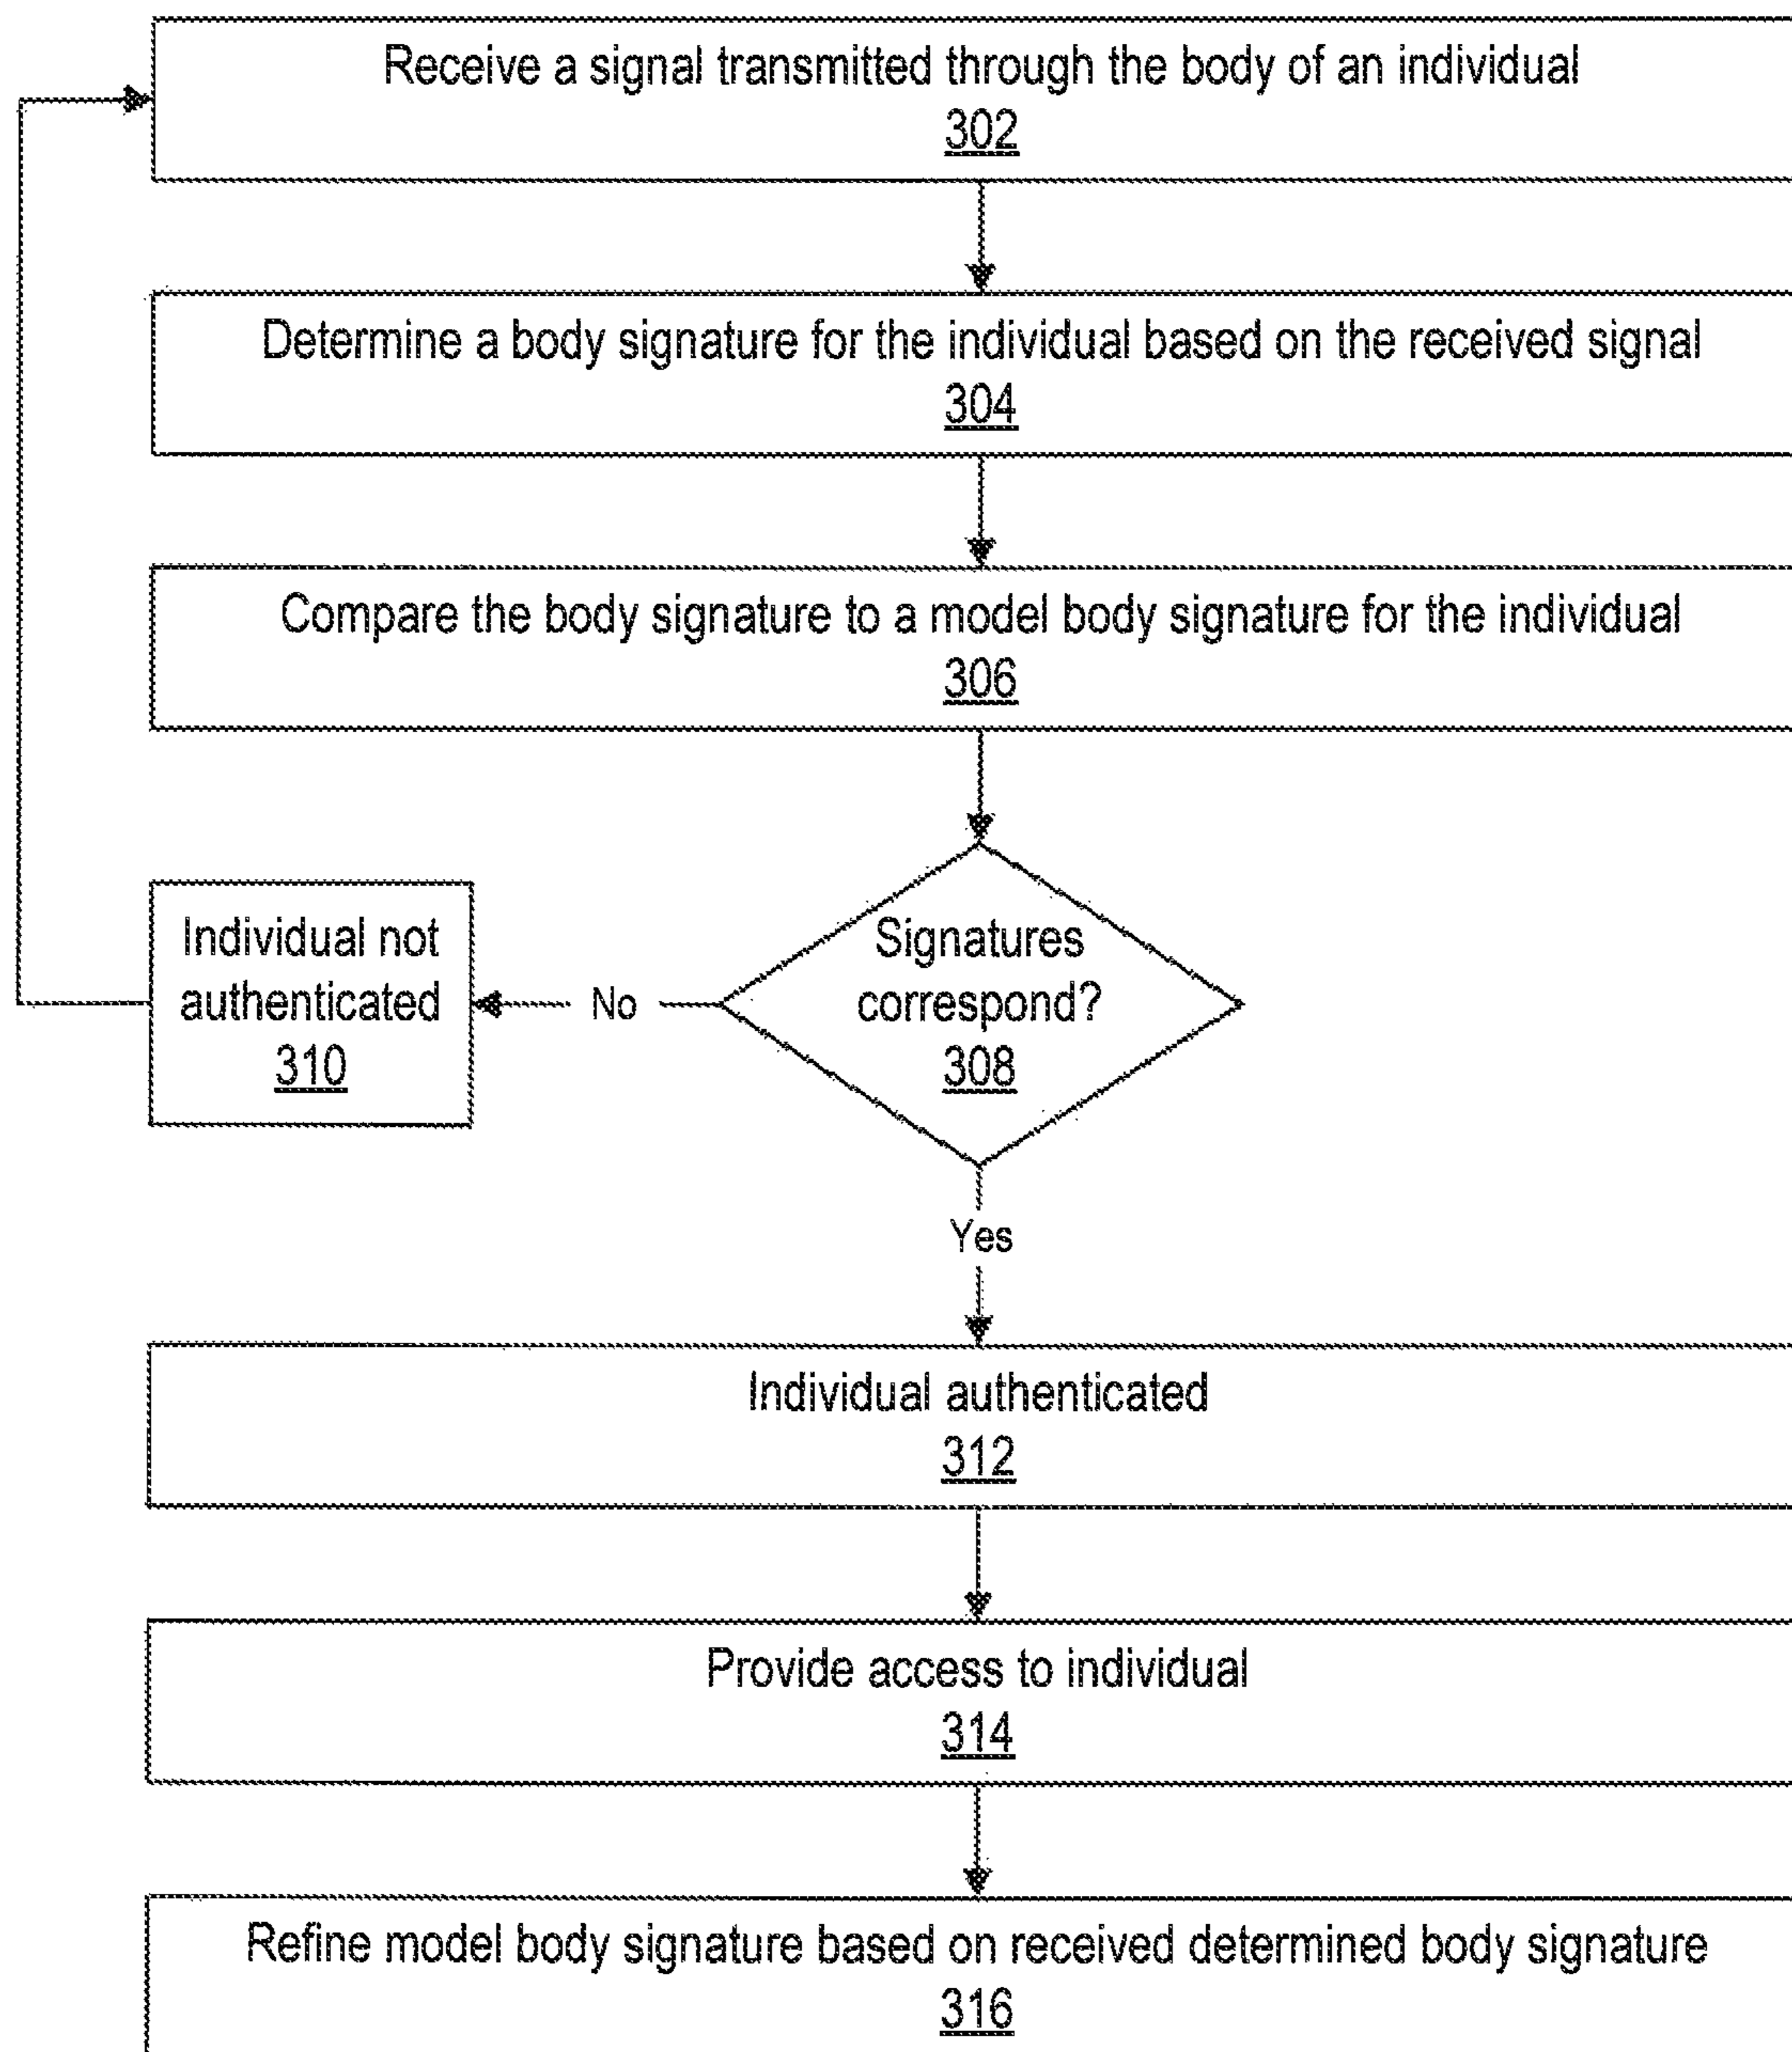 Receive a signal transmitted through the body of an individual
302
Determine a body signature for the individual based on the received signal
304
Compare the body signature to a model body signature for the individual
306
Signatures
correspond?
308
No
Individual not
authenticated
310
Yes
Individual authenticated
312
Provide access to individual
314
Refine model body signature based on received determined body signature
316